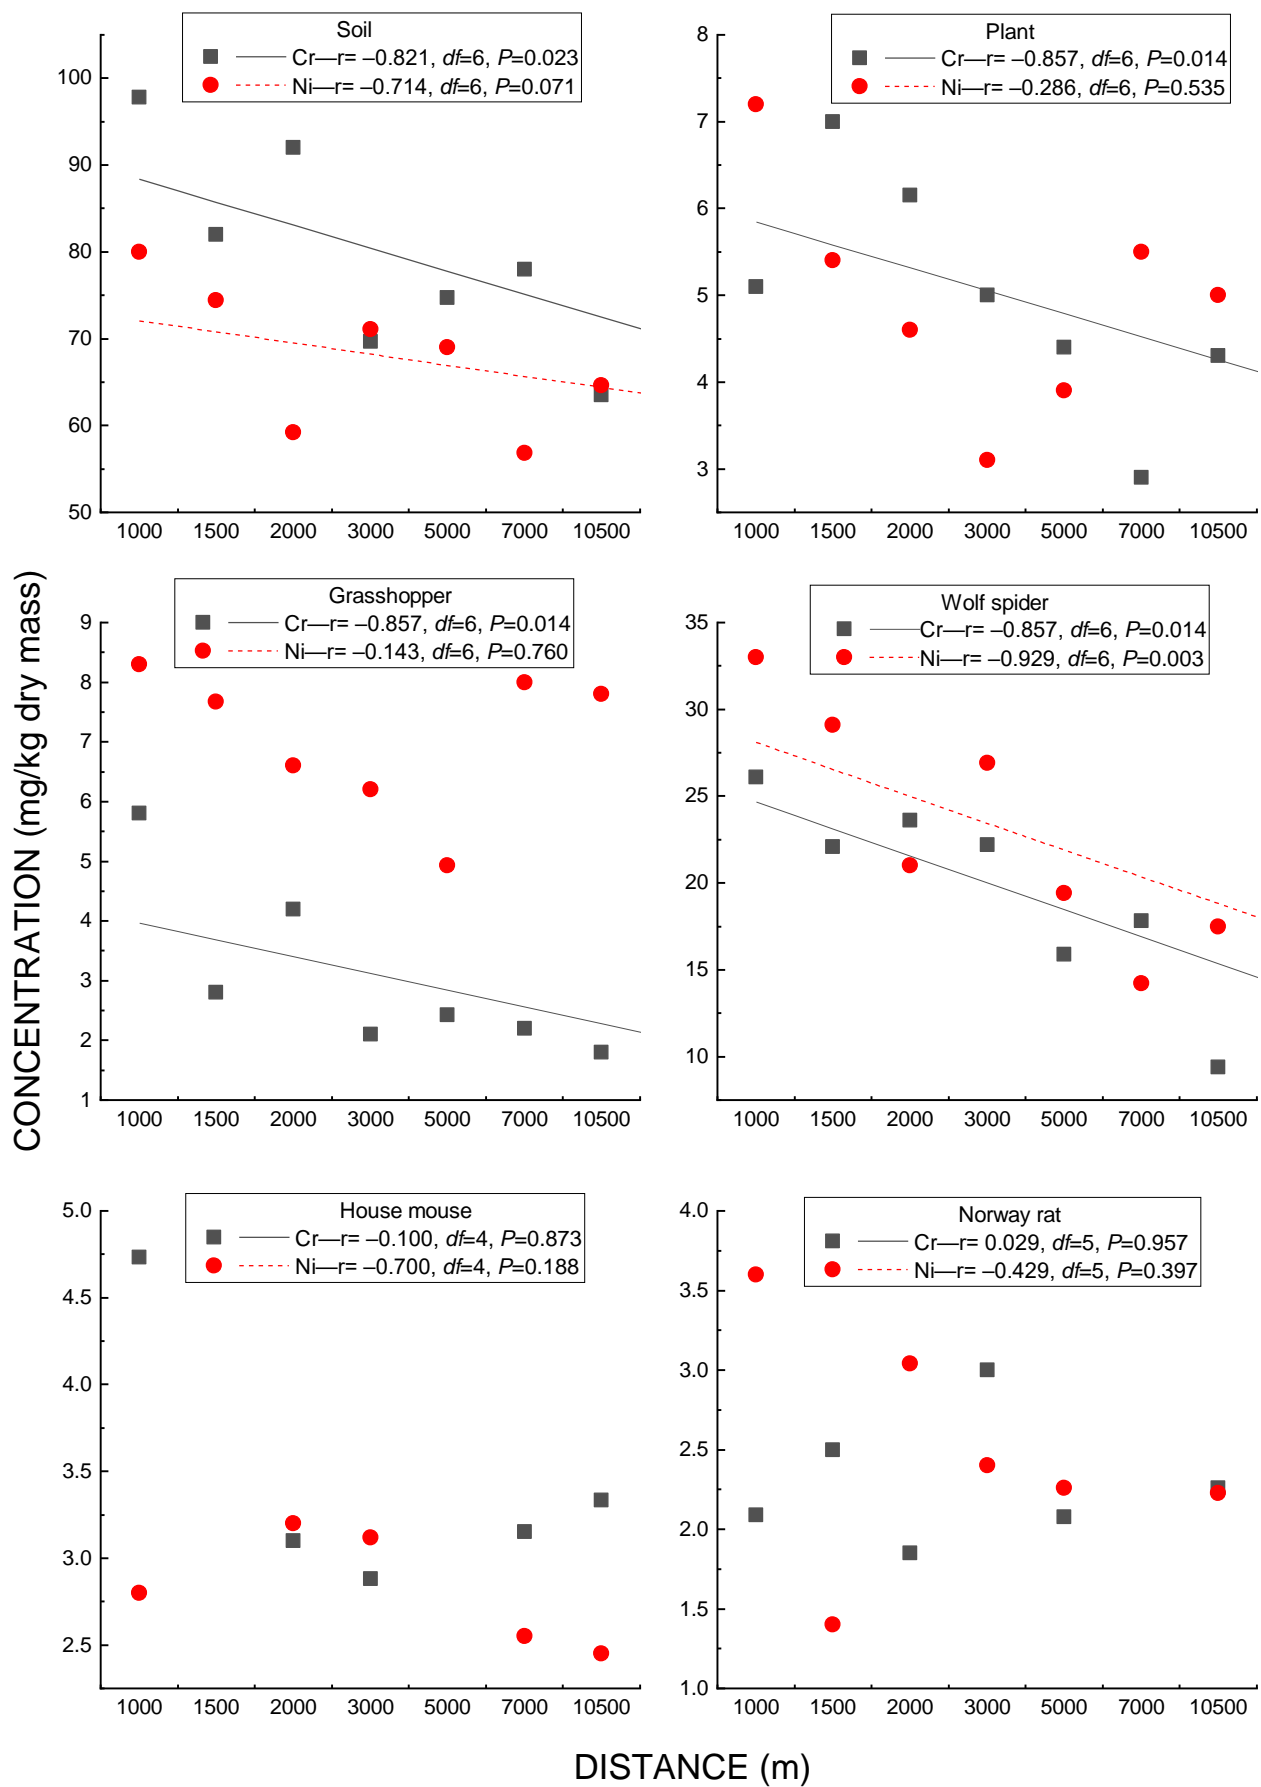 Soil
Cr—r= –0.821, df=6, P=0.023
Ni—r= –0.714, df=6, P=0.071
100
90
80
70
60
50
1000 1500 2000 3000 5000 7000 10500
Plant
Cr—r= –0.857, df=6, P=0.014
Ni—r= –0.286, df=6, P=0.535
8
7
6
5
4
3
1000 1500 2000 3000 5000 7000 10500
CONCENTRATION (mg/kg dry mass)
Grasshopper
Cr—r= –0.857, df=6, P=0.014
Ni—r= –0.143, df=6, P=0.760
9
8
7
6
5
4
3
2
1
1000 1500 2000 3000 5000 7000 10500
Wolf spider
Cr—r= –0.857, df=6, P=0.014
Ni—r= –0.929, df=6, P=0.003
35
30
25
20
15
10
1000 1500 2000 3000 5000 7000 10500
House mouse
Cr—r= –0.100, df=4, P=0.873
Ni—r= –0.700, df=4, P=0.188
5.0
4.5
4.0
3.5
3.0
2.5
1000 1500 2000 3000 5000 7000 10500
Norway rat
Cr—r= 0.029, df=5, P=0.957
Ni—r= –0.429, df=5, P=0.397
4.0
3.5
3.0
2.5
2.0
1.5
1.0
1000 1500 2000 3000 5000 7000 10500
DISTANCE (m)